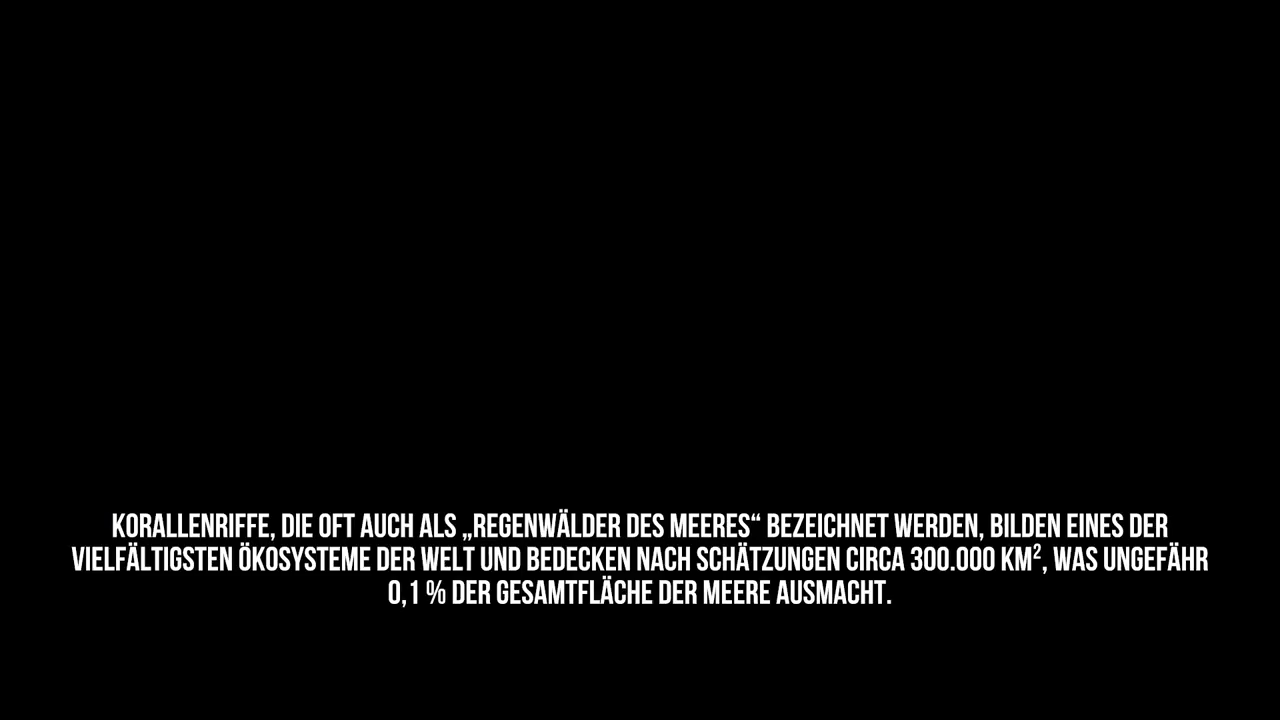 KORALLENRIFFE, DIE OFT AUCH ALS „REGENWÄLDER DES MEERES“ BEZEICHNET WERDEN, BILDEN EINES DER
VIELFÄLTIGSTEN ÖKOSYSTEME DER WELT UND BEDECKEN NACH SCHÄTZUNGEN CIRCA 300.000 KM², WAS UNGEFÄHR
0,1 % DER GESAMTFLÄCHE DER MEERE AUSMACHT.